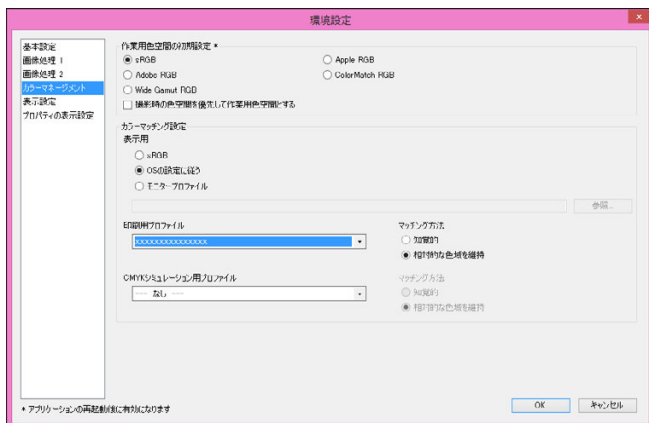 環境設定
基本設定
画像処理 1
画像処理 2
カラーマネージメント
表示設定
プロパティの表示設定
作業用色空間の初期設定 *
sRGB
Apple RGB
Adobe RGB
ColorMatch RGB
Wide Gamut RGB
撮影時の色空間を優先して作業用色空間とする
カラーマッチング設定
表示用
sRGB
OSの設定に従う
モニタープロファイル
参照...
印刷用プロファイル
マッチング方法
xxxxxxxxxxxxxxx
知覚的
相対的な色域を維持
CMYKシミュレーション用プロファイル
マッチング方法
--- なし ---
知覚的
相対的な色域を維持
* アプリケーションの再起動後に有効になります
OK
キャンセル